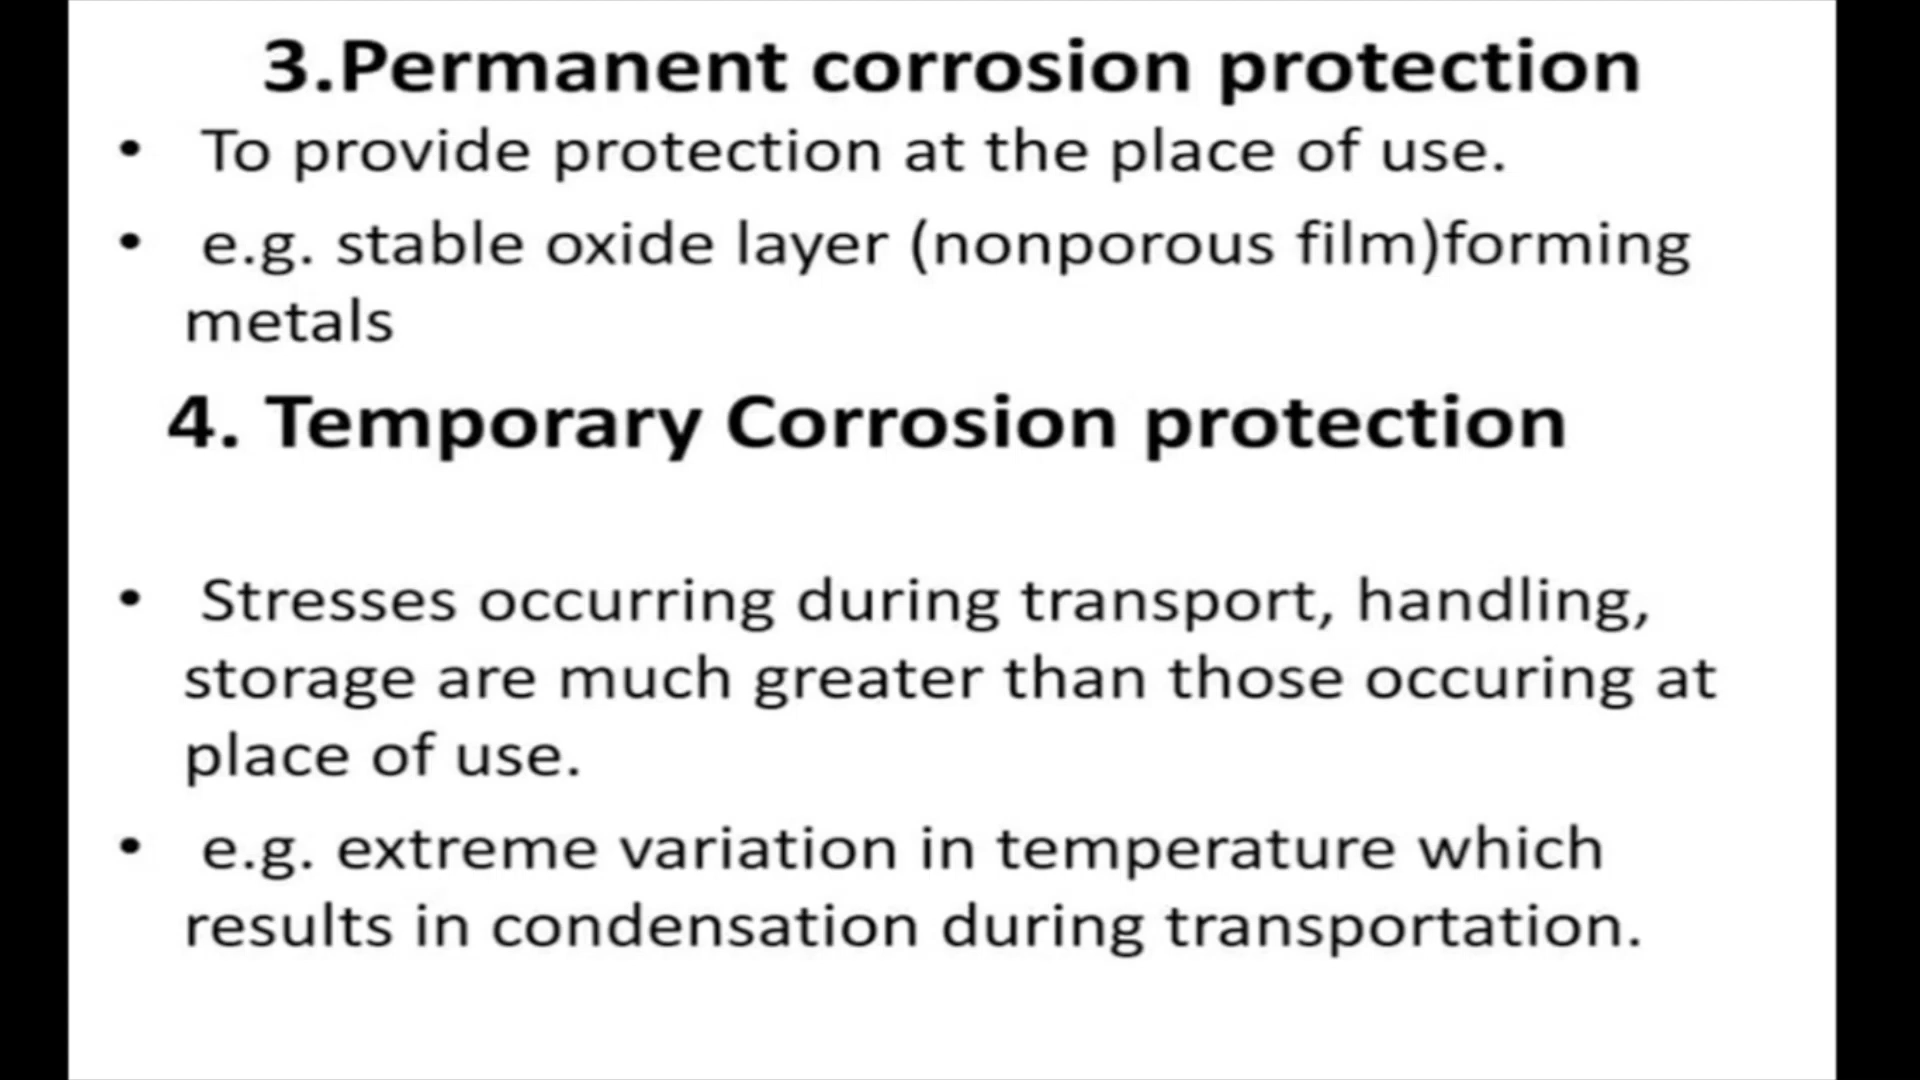 3.Permanent corrosion protection
• To provide protection at the place of use.
• e.g. stable oxide layer (nonporous film)forming
metals
4. Temporary Corrosion protection
• Stresses occurring during transport, handling,
storage are much greater than those occuring at
place of use.
• e.g. extreme variation in temperature which
results in condensation during transportation.